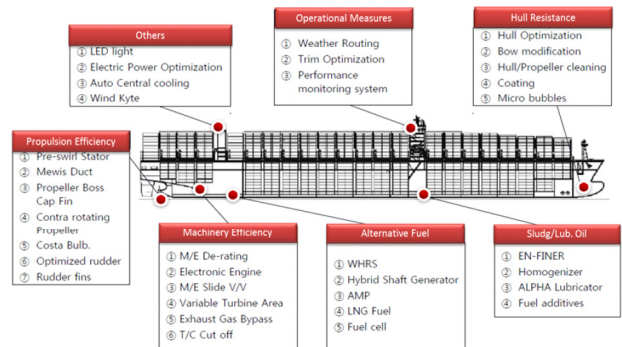 Others
① LED light
② Electric Power Optimization
③ Auto Central cooling
④ Wind Kyte
Operational Measures
① Weather Routing
② Trim Optimization
③ Performance
monitoring system
Hull Resistance
① Hull Optimization
② Bow modification
③ Hull/Propeller cleaning
④ Coating
⑤ Micro bubbles
Propulsion Efficiency
① Pre-swirl Stator
② Mewis Duct
③ Propeller Boss
Cap Fin
④ Contra rotating
Propeller
⑤ Costa Bulb.
⑥ Optimized rudder
⑦ Rudder fins
Machinery Efficiency
① M/E De-rating
② Electronic Engine
③ M/E Slide V/V
④ Variable Turbine Area
⑤ Exhaust Gas Bypass
⑥ T/C Cut off
Alternative Fuel
① WHRS
② Hybrid Shaft Generator
③ AMP
④ LNG Fuel
⑤ Fuel cell
Sludg/Lub. Oil
① EN-FINER
② Homogenizer
③ ALPHA Lubricator
④ Fuel additives